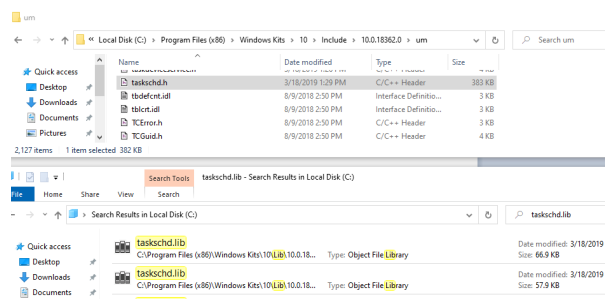 um
« Local Disk (C:) > Program Files (x86) > Windows Kits > 10 > Include > 10.0.18362.0 > um
Search um
Name Date modified Type Size
Quick access
taskschd.h 3/18/2019 1:29 PM C/C++ Header 383 KB
Desktop
tbdefcnt.idl 8/9/2018 2:50 PM Interface Definitio... 3 KB
Downloads
tblcrt.idl 8/9/2018 2:50 PM Interface Definitio... 3 KB
Documents
TCError.h 8/9/2018 2:50 PM C/C++ Header 3 KB
Pictures
TCGuid.h 8/9/2018 2:50 PM C/C++ Header 4 KB
2,127 items 1 item selected 382 KB
Search Tools taskschd.lib - Search Results in Local Disk (C:)
File Home Share View Search
Search Results in Local Disk (C:)
taskschd.lib
Quick access
taskschd.lib Date modified: 3/18/2019
Desktop
C:\Program Files (x86)\Windows Kits\10\Lib\10.0.18... Type: Object File Library Size: 66.9 KB
Downloads
taskschd.lib Date modified: 3/18/2019
Documents
C:\Program Files (x86)\Windows Kits\10\Lib\10.0.18... Type: Object File Library Size: 57.9 KB